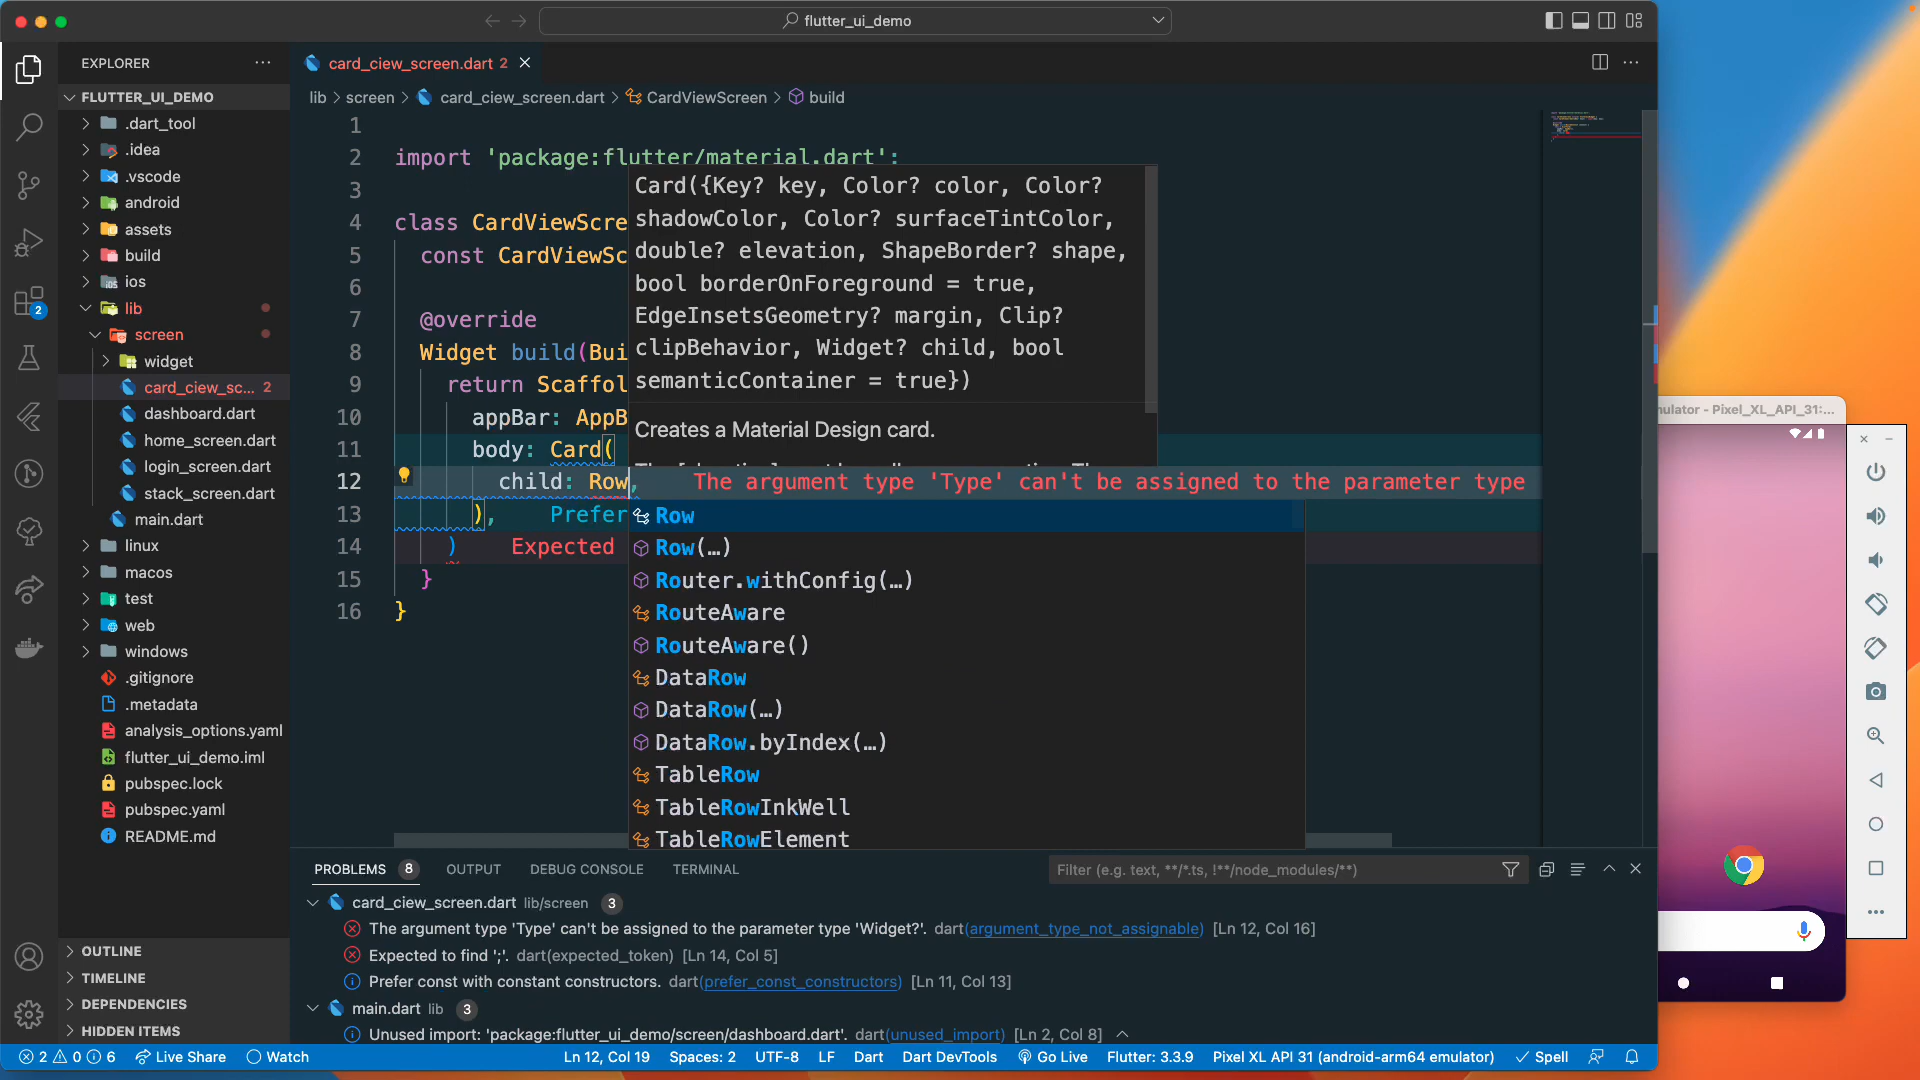 flutter_ui_demo
EXPLORER
card_ciew_screen.dart 2
FLUTTER_UI_DEMO
lib > screen > card_ciew_screen.dart > CardViewScreen > build
.dart_tool
.idea
.vscode
android
assets
build
ios
lib
screen
widget
card_ciew_sc... 2
dashboard.dart
home_screen.dart
login_screen.dart
stack_screen.dart
main.dart
linux
macos
test
web
windows
.gitignore
.metadata
analysis_options.yaml
flutter_ui_demo.iml
pubspec.lock
pubspec.yaml
README.md
OUTLINE
TIMELINE
DEPENDENCIES
HIDDEN ITEMS
2
1
2 import 'package:flutter/material.dart';
3
4 class CardViewScre
5 const CardViewSc
6
7 @override
8 Widget build(Bui
9 return Scaffol
10 appBar: AppB
11 body: Card(
12 child: Row, The argument type 'Type' can't be assigned to the parameter type
13 ), Prefer
14 ) Expected
15 }
16 }
Card({Key? key, Color? color, Color?
shadowColor, Color? surfaceTintColor,
double? elevation, ShapeBorder? shape,
bool borderOnForeground = true,
EdgeInsetsGeometry? margin, Clip?
clipBehavior, Widget? child, bool
semanticContainer = true})
Creates a Material Design card.
Row
Row(…)
Router.withConfig(…)
RouteAware
RouteAware()
DataRow
DataRow(…)
DataRow.byIndex(…)
TableRow
TableRowInkWell
TableRowElement
PROBLEMS 8 OUTPUT DEBUG CONSOLE TERMINAL
Filter (e.g. text, **/*.ts, !**/node_modules/**)
card_ciew_screen.dart lib/screen 3
The argument type 'Type' can't be assigned to the parameter type 'Widget?'. dart(argument_type_not_assignable) [Ln 12, Col 16]
Expected to find ';'. dart(expected_token) [Ln 14, Col 5]
Prefer const with constant constructors. dart(prefer_const_constructors) [Ln 11, Col 13]
main.dart lib 3
Unused import: 'package:flutter_ui_demo/screen/dashboard.dart'. dart(unused_import) [Ln 2, Col 8]
2 0 6 Live Share Watch Ln 12, Col 19 Spaces: 2 UTF-8 LF Dart Dart DevTools Go Live Flutter: 3.3.9 Pixel XL API 31 (android-arm64 emulator) Spell
nulator - Pixel_XL_API_31:...